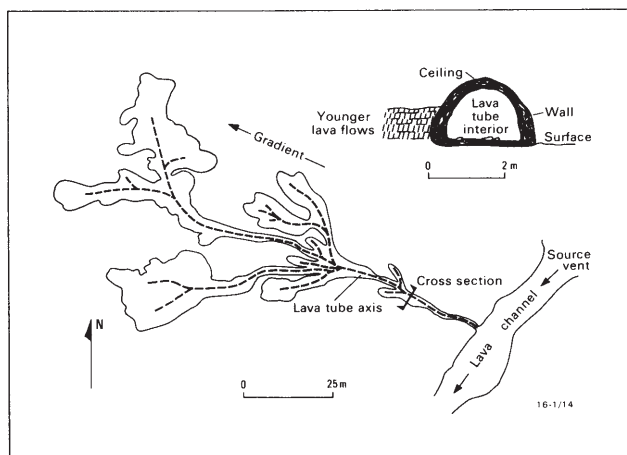 Ceiling
Younger
lava flows
Lava
tube
interior
Wall
Surface
0 2 m
Gradient
Source
vent
Cross section
Lava tube axis
Lava channel
N
0 25 m
16-1/14